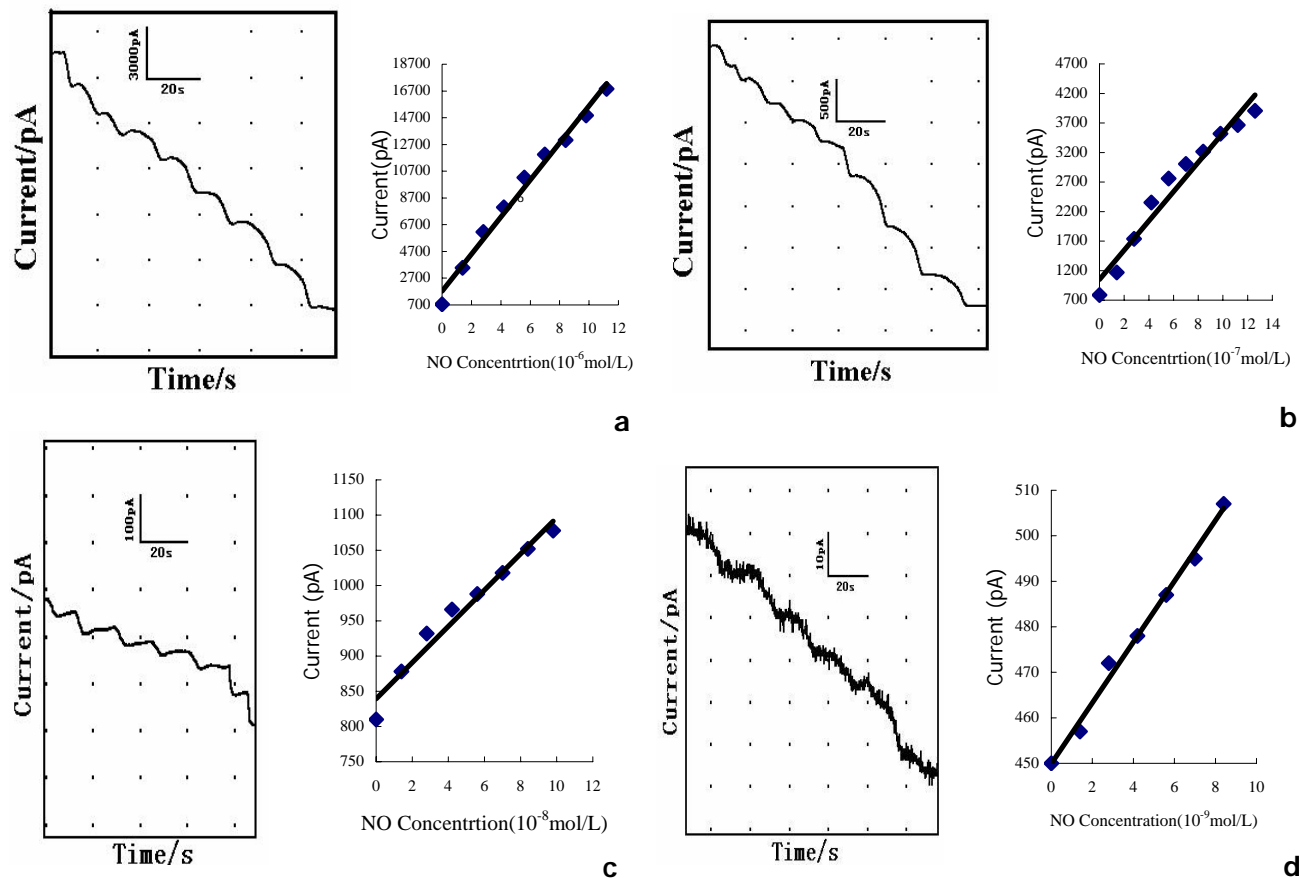 3000pA
20s
Current/pA
Time/s
18700
16700
14700
12700
10700
8700
6700
4700
2700
700
Current(pA)
6
0 2 4 6 8 10 12
NO Concentrtion(10⁻⁶mol/L)
a
500pA
20s
Current/pA
Time/s
4700
4200
3700
3200
2700
2200
1700
1200
700
Current(pA)
0 2 4 6 8 10 12 14
NO Concentrtion(10⁻⁷mol/L)
b
100pA
20s
Current/pA
Time/s
1150
1100
1050
1000
950
900
850
800
750
Current (pA)
0 2 4 6 8 10 12
NO Concentrtion(10⁻⁸mol/L)
c
10pA
20s
Current/pA
Time/s
510
500
490
480
470
460
450
Current (pA)
0 2 4 6 8 10
NO Concentration(10⁻⁹mol/L)
d